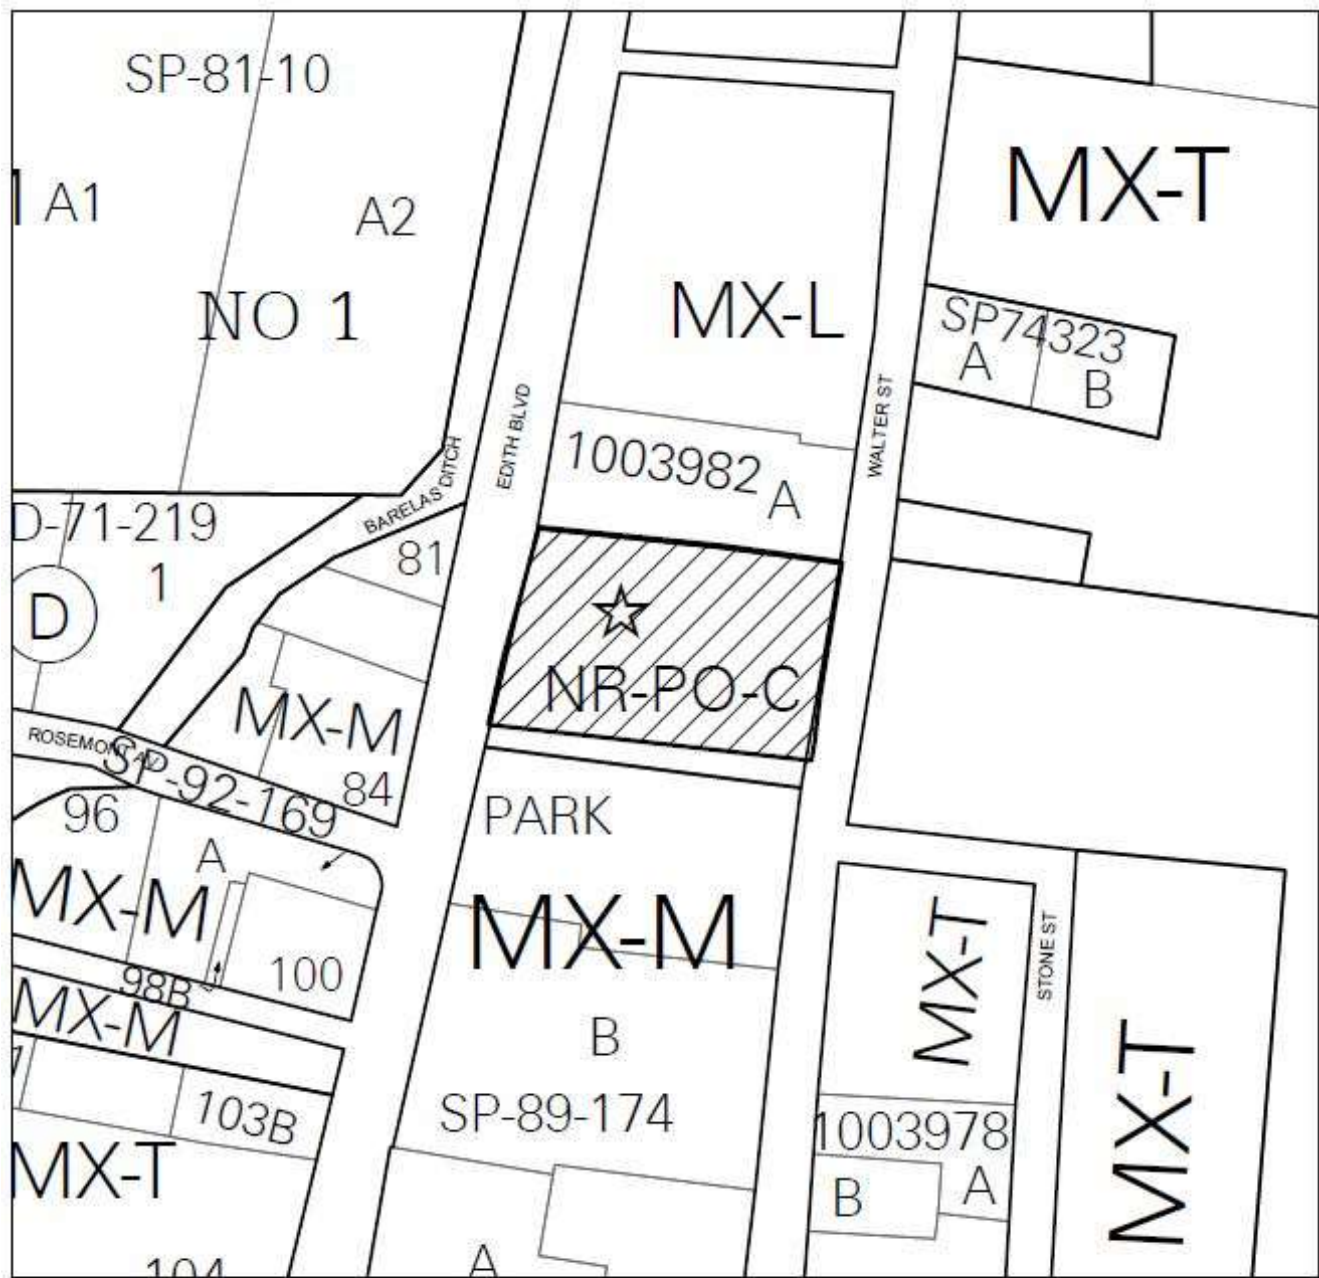 SP-81-10
MX-T
A1
A2
NO 1
MX-L
SP74323
A
B
EDITH BLVD
WALTER ST
1003982
A
BARELAS DITCH
D-71-219
81
1
D
NR-PO-C
MX-M
ROSEMONT AV
SP-92-169
84
96
PARK
A
MX-M
MX-M
MX-T
STONE ST
100
98B
MX-M
B
MX-T
103B
SP-89-174
1003978
MX-T
B
A
A
104